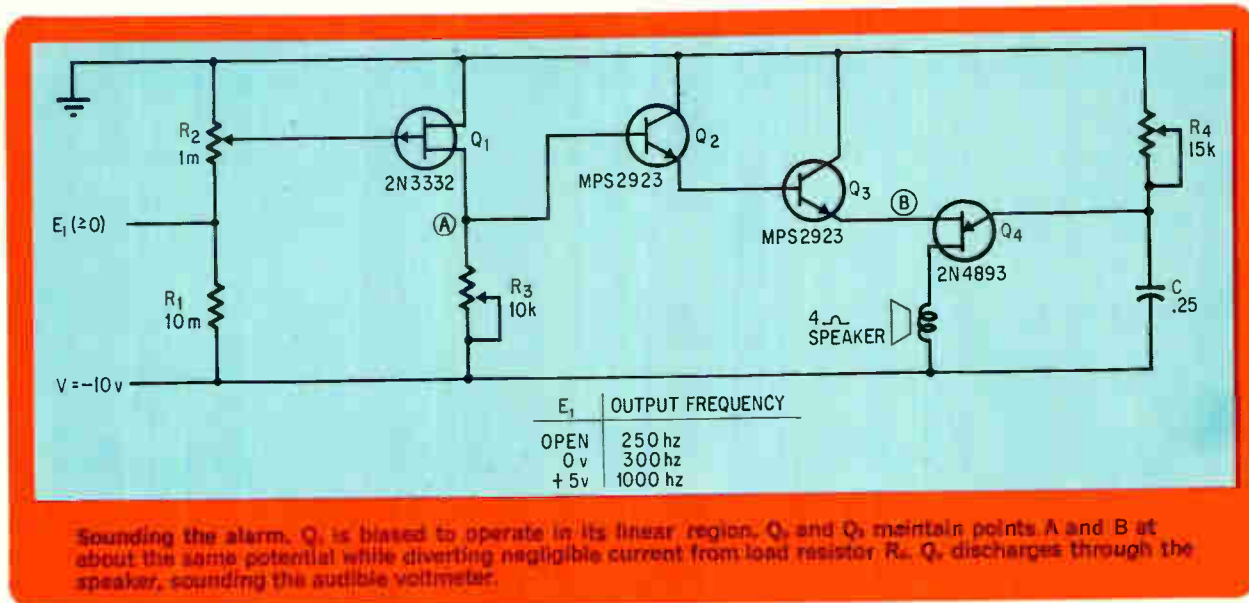 R2
1m
Q1
2N3332
Q2
MPS2923
Q3
MPS2923
R4
15k
E1 (≥0)
A
B
Q4
2N4893
R1
10m
R3
10k
4Ω
SPEAKER
C
.25
V = -10v
E1 OUTPUT FREQUENCY
OPEN 250 hz
0 v 300 hz
+ 5v 1000 hz
Sounding the alarm. Q1 is biased to operate in its linear region. Q2 and Q3 maintain points A and B at
about the same potential while diverting negligible current from load resistor R3. Q4 discharges through the
speaker, sounding the audible voltmeter.